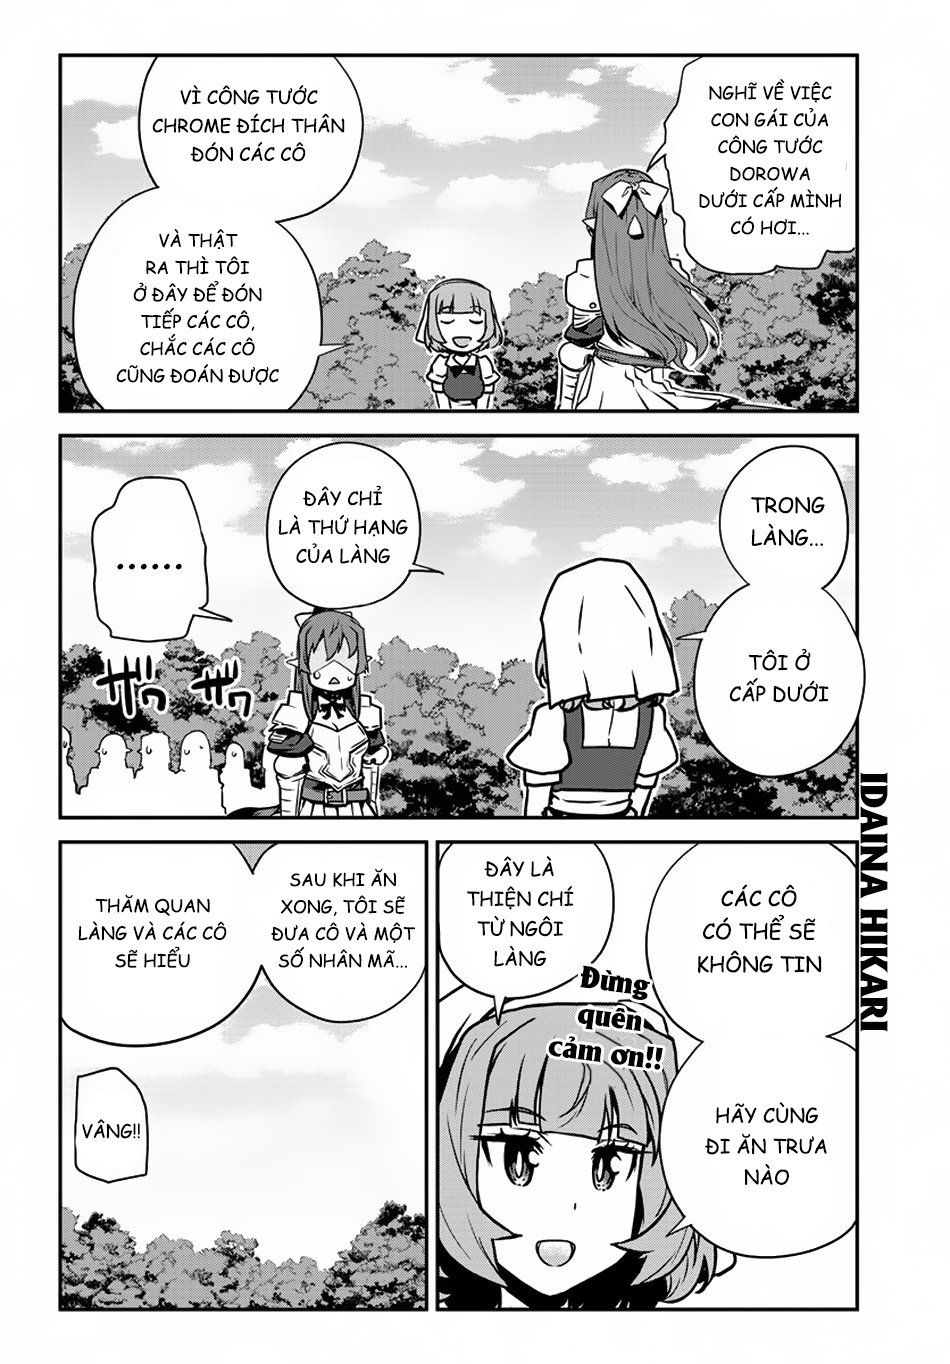 NGHĨ VỀ VIỆC
CON GÁI CỦA
CÔNG TƯỚC
DOROWA
DƯỚI CẤP MÌNH
CÓ HƠI...
VÌ CÔNG TƯỚC
CHROME ĐÍCH THÂN
ĐÓN CÁC CÔ
VÀ THẬT
RA THÌ TÔI
Ở ĐÂY ĐỂ ĐÓN
TIẾP CÁC CÔ,
CHẮC CÁC CÔ
CŨNG ĐOÁN ĐƯỢC
TRONG
LÀNG...
TÔI Ở
CẤP DƯỚI
ĐÂY CHỈ
LÀ THỨ HẠNG
CỦA LÀNG
......
ザワ
ザワ
CÁC CÔ
CÓ THỂ SẼ
KHÔNG TIN
HÃY CÙNG
ĐI ĂN TRƯA
NÀO
ĐÂY LÀ
THIỆN CHÍ
TỪ NGÔI
LÀNG
Đừng
quên
cảm ơn!!
SAU KHI ĂN
XONG, TÔI SẼ
ĐƯA CÔ VÀ MỘT
SỐ NHÂN MÃ...
THĂM QUAN
LÀNG VÀ CÁC CÔ
SẼ HIỂU
VÂNG!!
IDAINA HIKARI